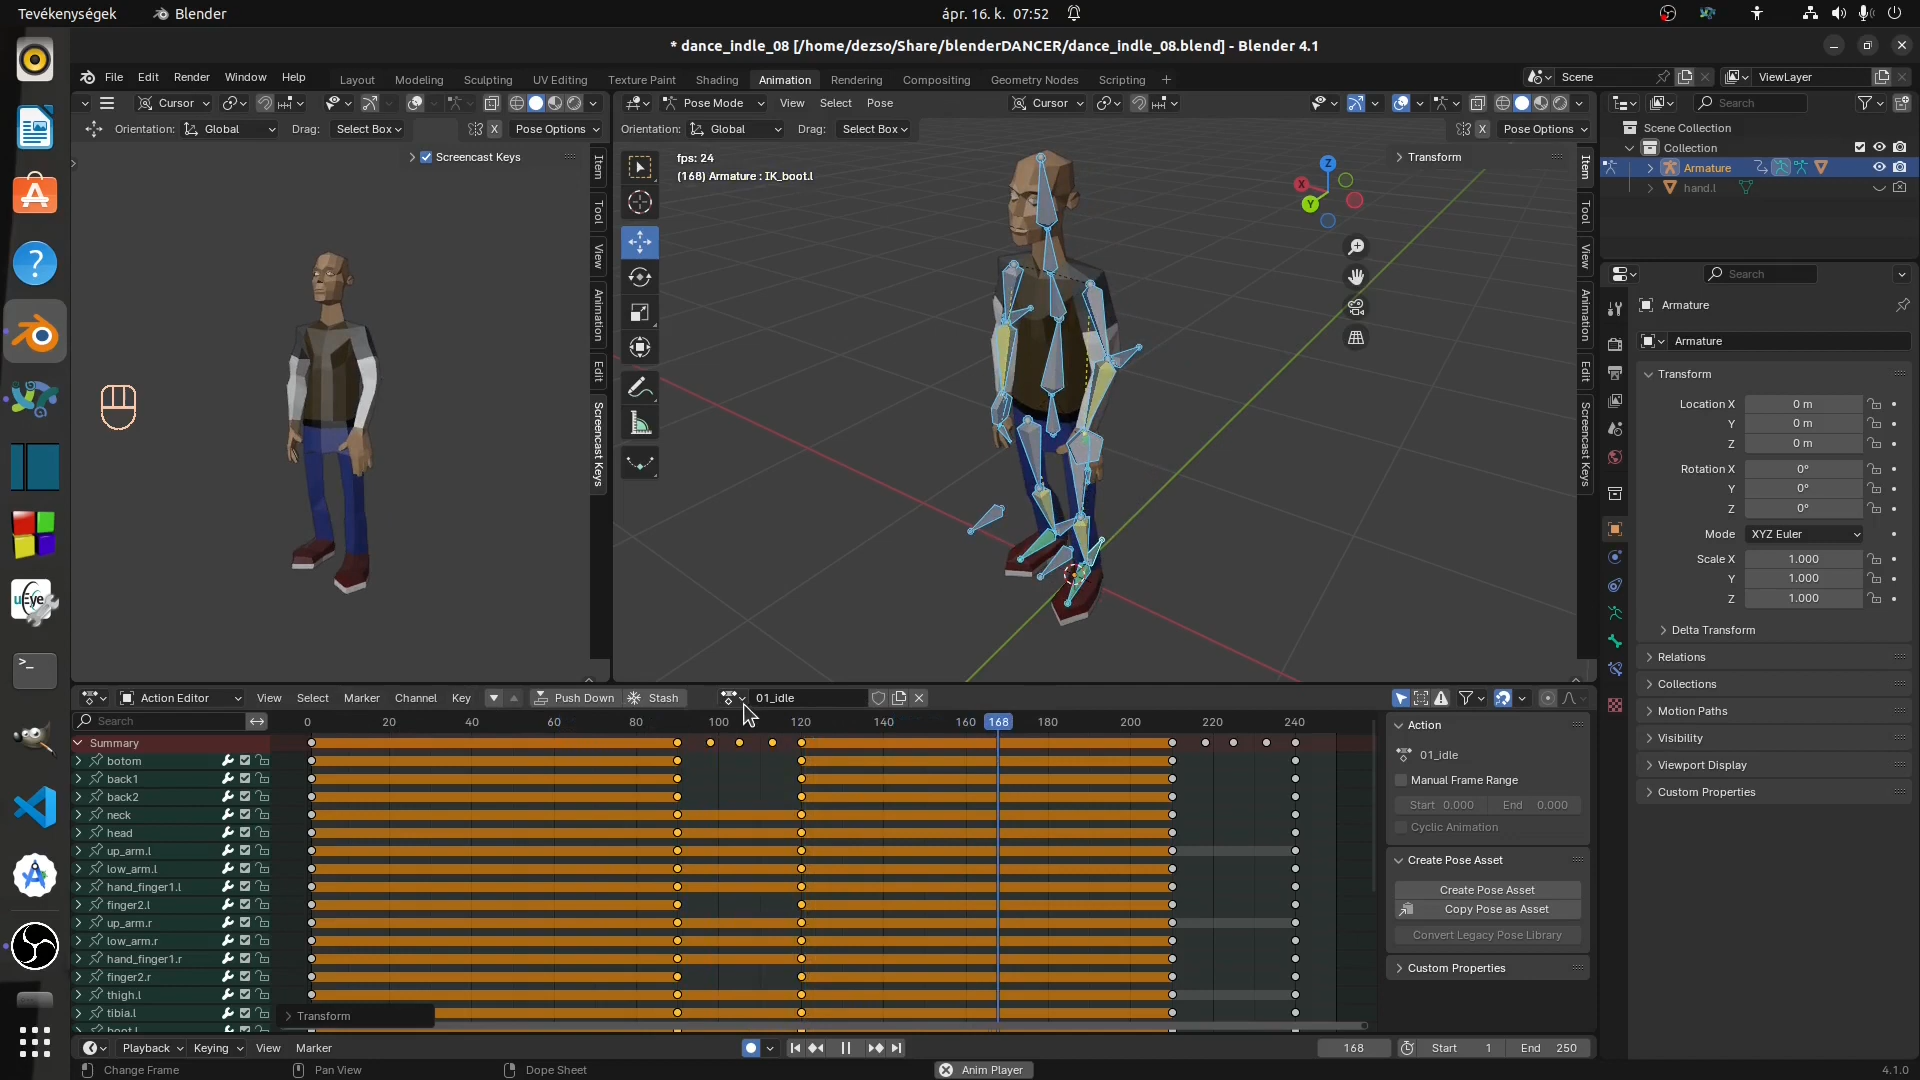 Tevékenységek
Blender
ápr. 16. k. 07:52
* dance_indle_08 [/home/dezso/Share/blenderDANCER/dance_indle_08.blend] - Blender 4.1
File Edit Render Window Help
Layout Modeling Sculpting UV Editing Texture Paint Shading Animation Rendering Compositing Geometry Nodes Scripting +
Scene
ViewLayer
Cursor
Pose Mode View Select Pose
Cursor
Search
Orientation: Global Drag: Select Box X Pose Options
Orientation: Global Drag: Select Box X Pose Options
Scene Collection
Collection
Armature
hand.l
Screencast Keys
Item
Tool
View
Animation
Edit
Screencast Keys
fps: 24
(168) Armature : IK_boot.l
Transform
Z
X
Y
Item
Tool
View
Animation
Edit
Screencast Keys
Search
Armature
Armature
Transform
Location X 0 m
Y 0 m
Z 0 m
Rotation X 0°
Y 0°
Z 0°
Mode XYZ Euler
Scale X 1.000
Y 1.000
Z 1.000
Delta Transform
Relations
Collections
Motion Paths
Visibility
Viewport Display
Custom Properties
Action Editor View Select Marker Channel Key Push Down Stash 01_idle
Search
0 20 40 60 80 100 120 140 160 168 180 200 220 240
Summary
botom
back1
back2
neck
head
up_arm.l
low_arm.l
hand_finger1.l
finger2.l
up_arm.r
low_arm.r
hand_finger1.r
finger2.r
thigh.l
tibia.l
boot.l
Transform
Action
01_idle
Manual Frame Range
Start 0.000 End 0.000
Cyclic Animation
Create Pose Asset
Create Pose Asset
Copy Pose as Asset
Convert Legacy Pose Library
Custom Properties
Playback Keying View Marker
168 Start 1 End 250
Change Frame Pan View Dope Sheet Anim Player 4.1.0
uEye
>_
?